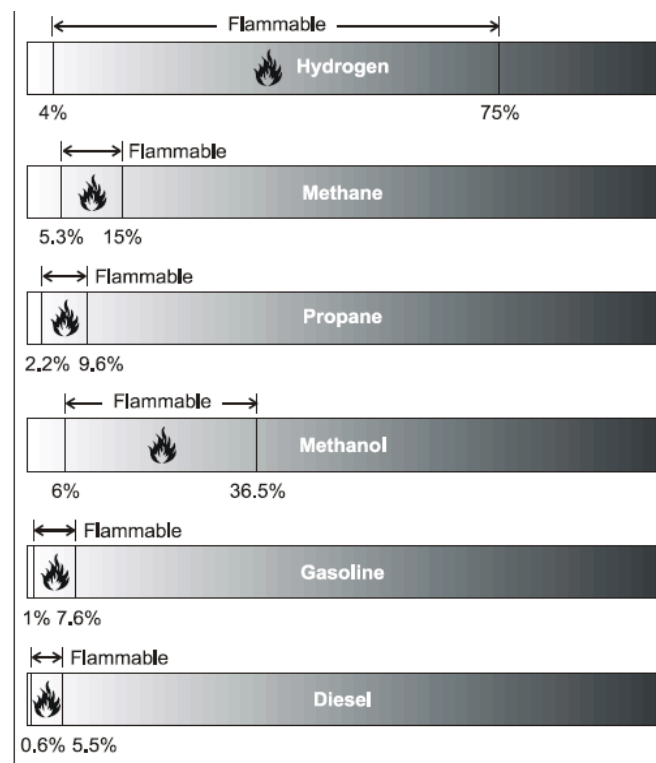 Flammable
Hydrogen
4% 75%
Flammable
Methane
5.3% 15%
Flammable
Propane
2.2% 9.6%
Flammable
Methanol
6% 36.5%
Flammable
Gasoline
1% 7.6%
Flammable
Diesel
0.6% 5.5%